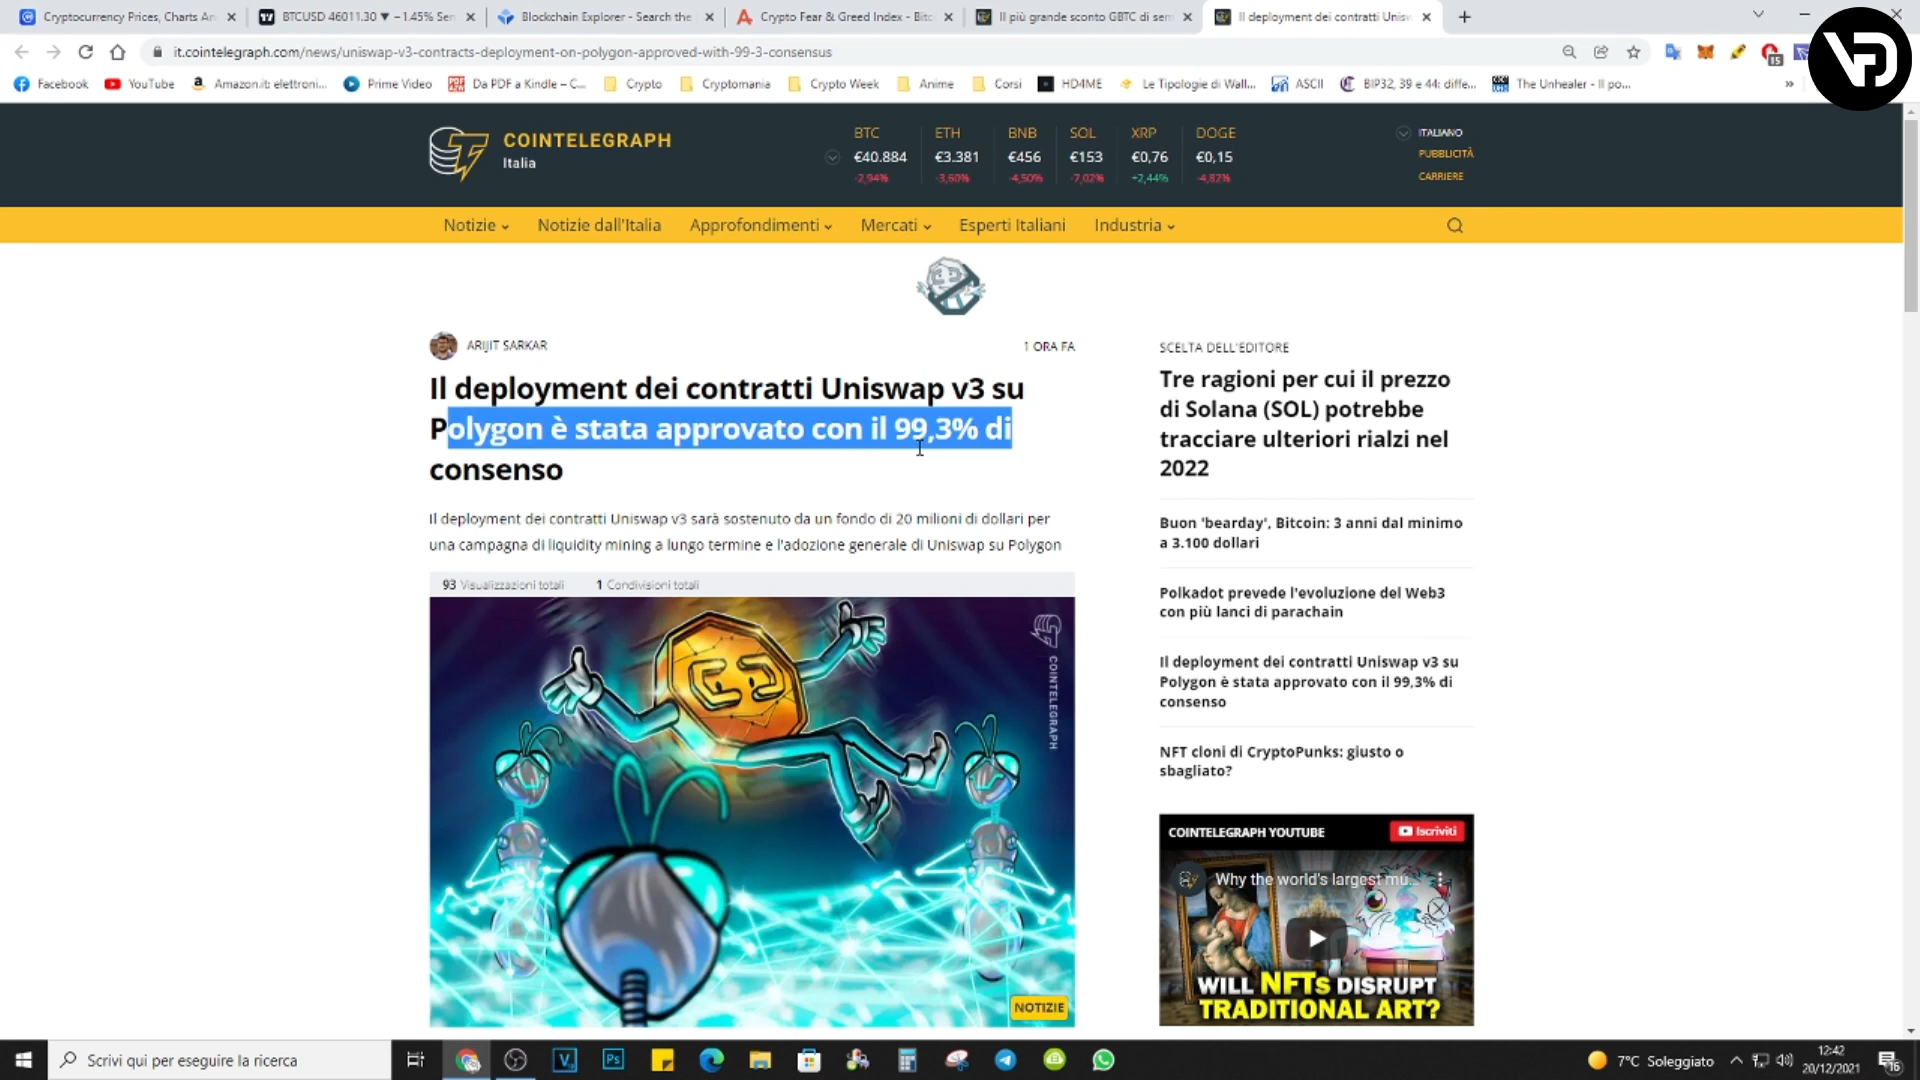 Cryptocurrency Prices, Charts An
BTCUSD 46011.30 ▼ −1.45% Sen
Blockchain Explorer - Search the
Crypto Fear & Greed Index - Bitc
Il più grande sconto GBTC di sem
Il deployment dei contratti Unisw
it.cointelegraph.com/news/uniswap-v3-contracts-deployment-on-polygon-approved-with-99-3-consensus
15
Facebook
YouTube
Amazon.it: elettroni...
Prime Video
Da PDF a Kindle – C...
Crypto
Cryptomania
Crypto Week
Anime
Corsi
HD4ME
Le Tipologie di Wall...
ASCII
BIP32, 39 e 44: diffe...
The Unhealer - Il po...
»
COINTELEGRAPH
Italia
BTC ETH BNB SOL XRP DOGE
€40.884 €3.381 €456 €153 €0,76 €0,15
-2,94% -3,60% -4,50% -7,02% +2,44% -4,82%
ITALIANO
PUBBLICITÀ
CARRIERE
Notizie
Notizie dall'Italia
Approfondimenti
Mercati
Esperti Italiani
Industria
ARIJIT SARKAR
1 ORA FA
Il deployment dei contratti Uniswap v3 su
Polygon è stata approvato con il 99,3% di
consenso
Il deployment dei contratti Uniswap v3 sarà sostenuto da un fondo di 20 milioni di dollari per
una campagna di liquidity mining a lungo termine e l'adozione generale di Uniswap su Polygon
93 Visualizzazioni totali
1 Condivisioni totali
COINTELEGRAPH
NOTIZIE
SCELTA DELL'EDITORE
Tre ragioni per cui il prezzo
di Solana (SOL) potrebbe
tracciare ulteriori rialzi nel
2022
Buon 'bearday', Bitcoin: 3 anni dal minimo
a 3.100 dollari
Polkadot prevede l'evoluzione del Web3
con più lanci di parachain
Il deployment dei contratti Uniswap v3 su
Polygon è stata approvato con il 99,3% di
consenso
NFT cloni di CryptoPunks: giusto o
sbagliato?
COINTELEGRAPH YOUTUBE
Iscriviti
Why the world's largest mu...
WILL NFTs DISRUPT
TRADITIONAL ART?
Scrivi qui per eseguire la ricerca
Ps
7°C Soleggiato
12:42
20/12/2021
16